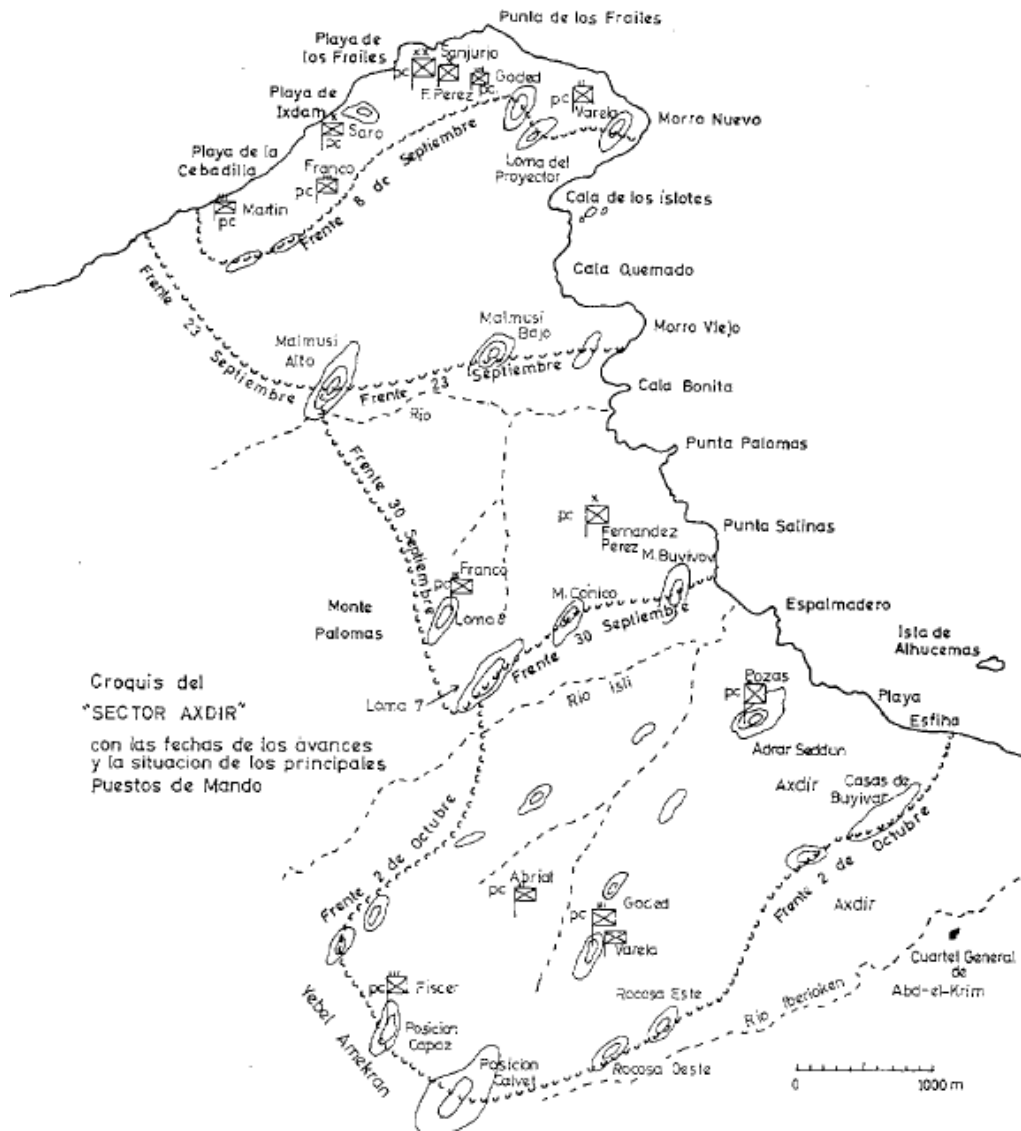 Punta de los Frailes
Playa de
los Frailes
xx
Sanjurjo
pc
F. Perez
Goded
pc
Playa de
Ixdam
Saro
pc
pc
Varela
Morro Nuevo
Loma del
Proyector
Playa de la
Cebadilla
Franco
pc
Martin
pc
Frente 8 de Septiembre
Cala de los íslotes
Cala Quemado
Frente 23 Septiembre
Malmusi
Alto
Malmusi
Bajo
Morro Viejo
Frente 23 Septiembre
Cala Bonita
Rio
Punta Palomas
Frente 30 Septiembre
x
pc
Fernandez
Perez
Punta Salinas
M. Buyivov
Franco
pc
Loma 8
M. Conico
Monte
Palomas
Espalmadero
Frente 30 Septiembre
Isla de
Alhucemas
Loma 7
Rio Isli
Pozas
pc
Playa
Esfiha
Adrar Seddun
Croquis del
"SECTOR AXDIR"
con las fechas de los avances
y la situacion de los principales
Puestos de Mando
Axdir
Casas de
Buyivar
Frente 2 de Octubre
Frente 2 de Octubre
Abriat
pc
Goded
pc
Varela
Axdir
Cuartel General
de
Abd-el-Krim
Fiscer
pc
Posicion
Capaz
Yebel Amekran
Rocosa Este
Rio Iberloken
Posicion
Calvet
Rocosa Oeste
0 1000 m